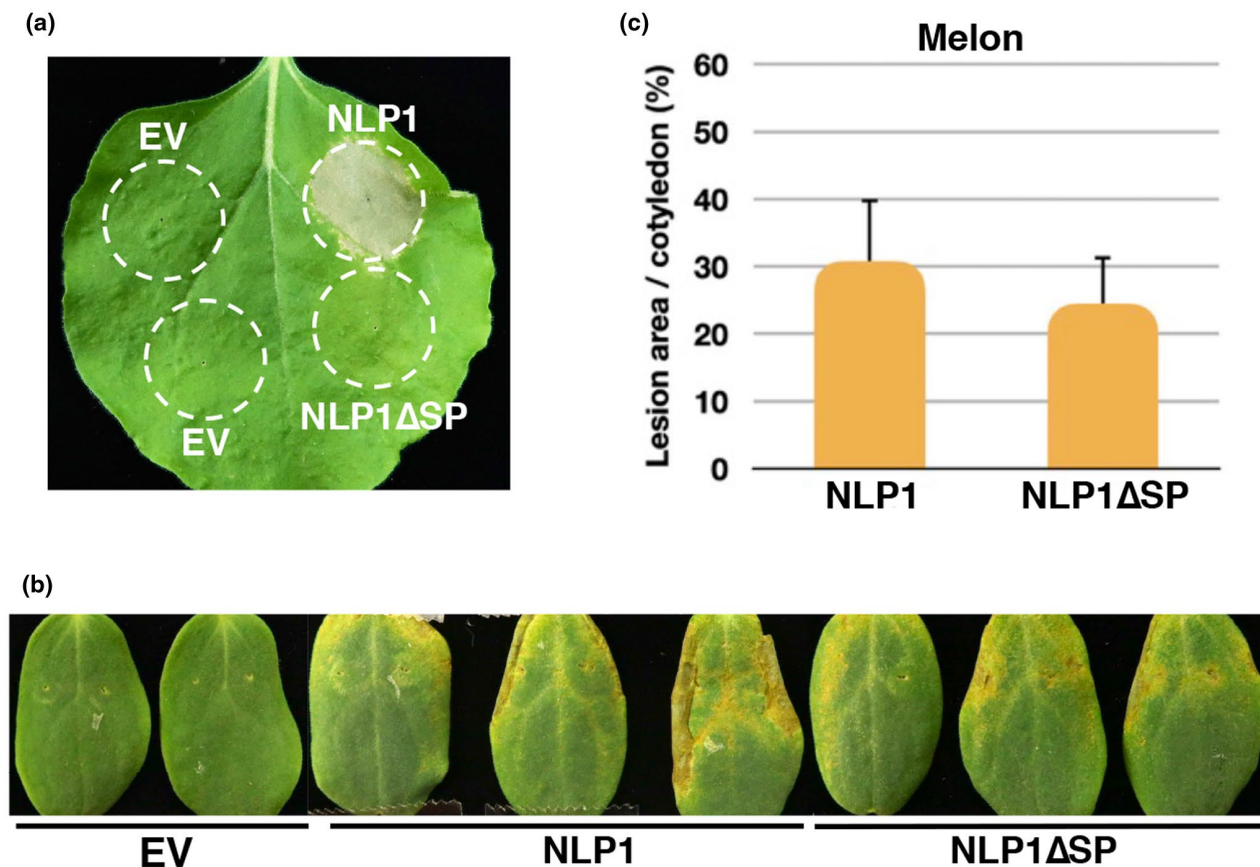 (a)
EV
NLP1
EV
NLP1ΔSP
(c)
Melon
Lesion area / cotyledon (%)
60
50
40
30
20
10
0
NLP1
NLP1ΔSP
(b)
EV
NLP1
NLP1ΔSP